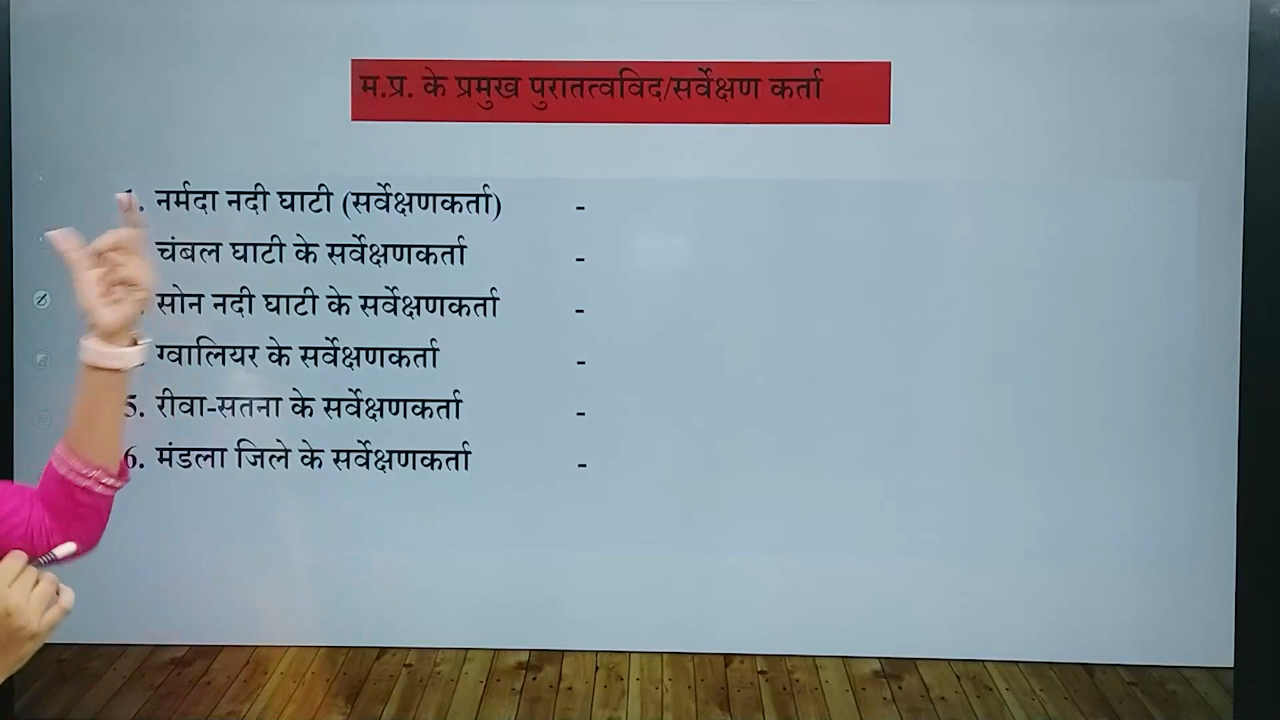 म.प्र. के प्रमुख पुरातत्वविद/सर्वेक्षण कर्ता
1. नर्मदा नदी घाटी (सर्वेक्षणकर्ता) -
चंबल घाटी के सर्वेक्षणकर्ता -
सोन नदी घाटी के सर्वेक्षणकर्ता -
ग्वालियर के सर्वेक्षणकर्ता -
5. रीवा-सतना के सर्वेक्षणकर्ता -
6. मंडला जिले के सर्वेक्षणकर्ता -